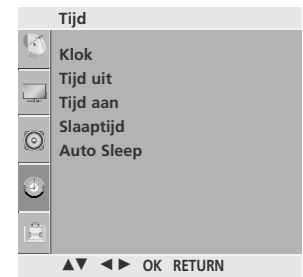 Tijd
Klok
Tijd uit
Tijd aan
Slaaptijd
Auto Sleep
▲▼ ◄► OK RETURN